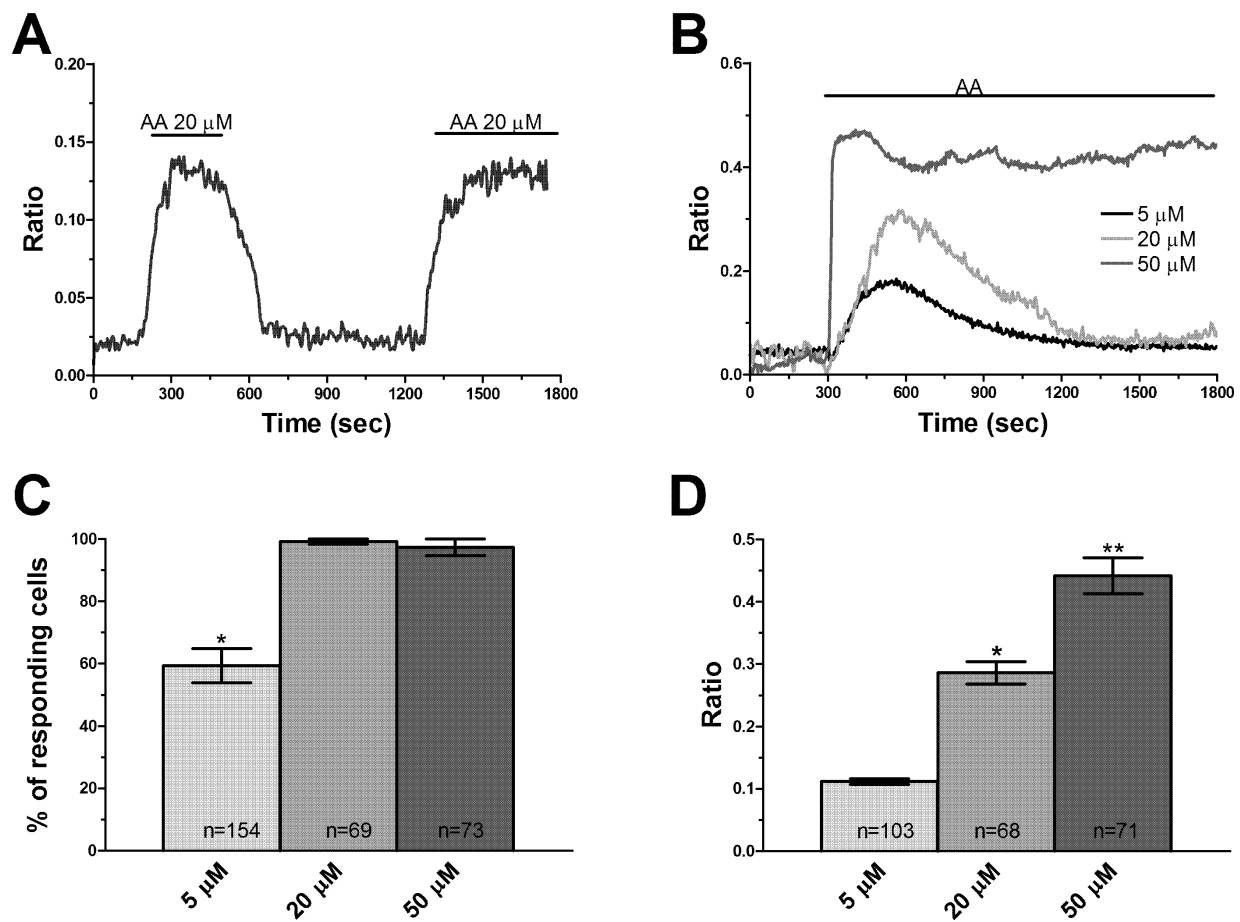 A
Ratio
0.20
0.15
0.10
0.05
0.00
AA 20 μM
AA 20 μM
0
300
600
900
1200
1500
1800
Time (sec)
B
Ratio
0.6
0.4
0.2
0.0
AA
5 μM
20 μM
50 μM
0
300
600
900
1200
1500
1800
Time (sec)
C
% of responding cells
100
80
60
40
20
0
*
n=154
n=69
n=73
5 μM
20 μM
50 μM
D
Ratio
0.5
0.4
0.3
0.2
0.1
0.0
*
**
n=103
n=68
n=71
5 μM
20 μM
50 μM